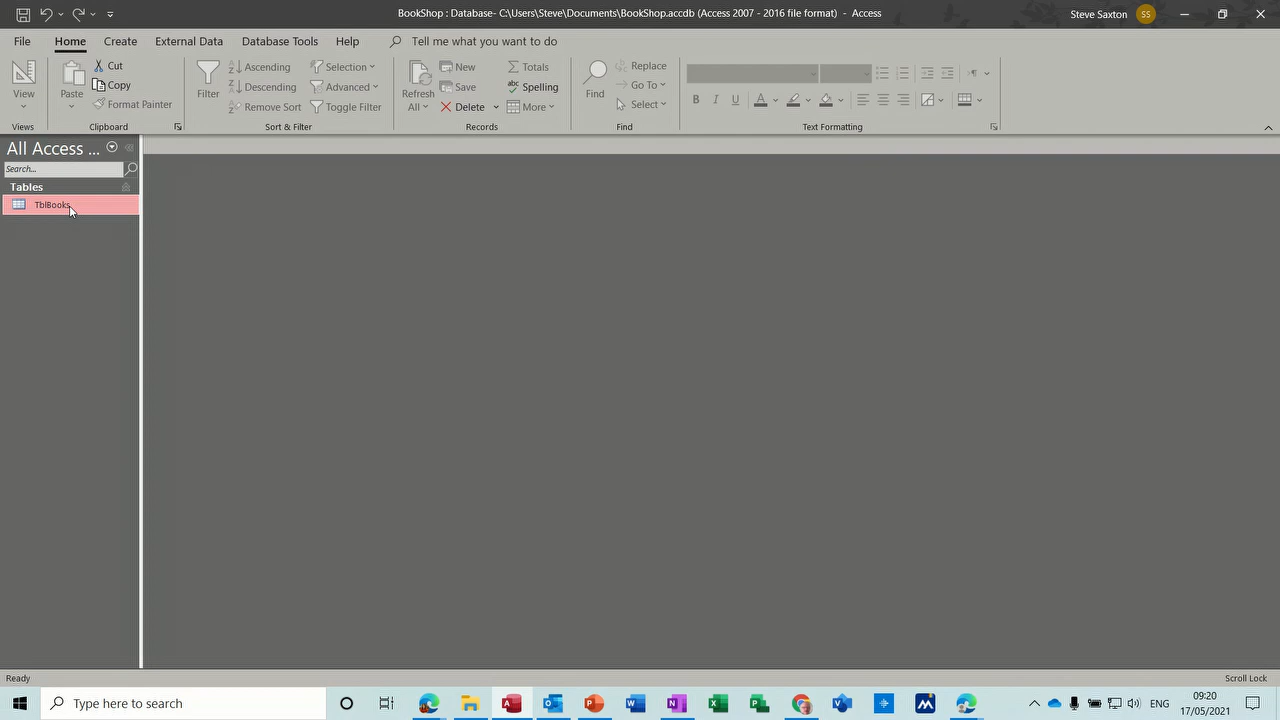 BookShop : Database- C:\Users\Steve\Documents\BookShop.accdb (Access 2007 - 2016 file format) - Access
Steve Saxton
SS
File
Home
Create
External Data
Database Tools
Help
Tell me what you want to do
View
Views
Paste
Cut
Copy
Format Painter
Clipboard
Filter
Ascending
Descending
Remove Sort
Selection
Advanced
Toggle Filter
Sort & Filter
Refresh
All
New
Save
Delete
Totals
Spelling
More
Records
Find
Replace
Go To
Select
Find
B I U A
Text Formatting
All Access ...
Search...
Tables
TblBooks
Ready
Scroll Lock
Type here to search
ENG
09:20
17/05/2021